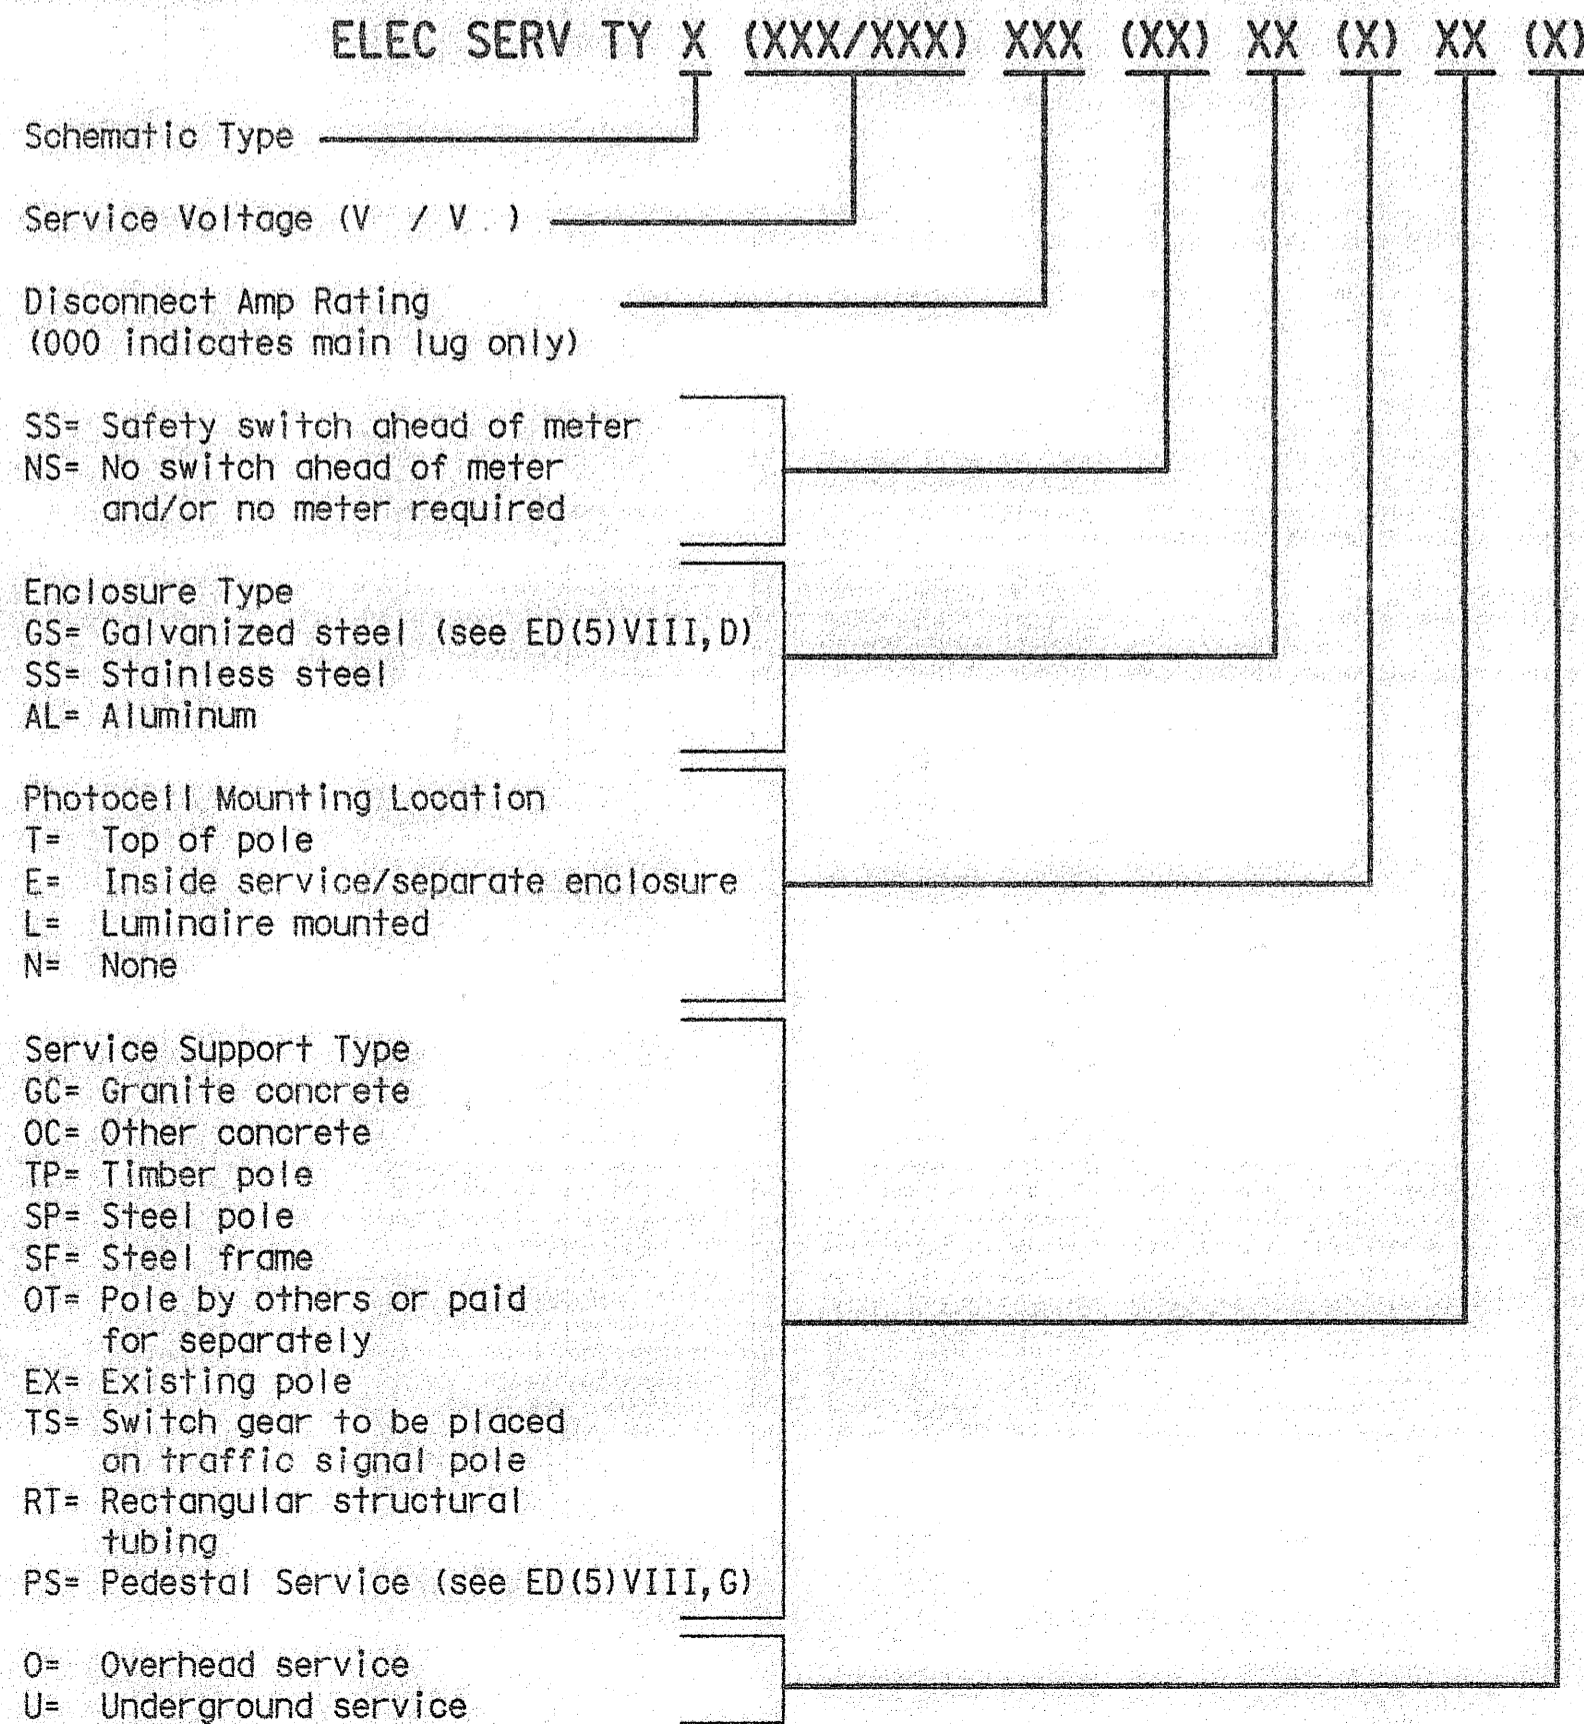 ELEC SERV TY X (XXX/XXX) XXX (XX) XX (X) XX (X)
Schematic Type
Service Voltage (V / V )
Disconnect Amp Rating
(000 indicates main lug only)
SS= Safety switch ahead of meter
NS= No switch ahead of meter
and/or no meter required
Enclosure Type
GS= Galvanized steel (see ED(5)VIII,D)
SS= Stainless steel
AL= Aluminum
Photocell Mounting Location
T= Top of pole
E= Inside service/separate enclosure
L= Luminaire mounted
N= None
Service Support Type
GC= Granite concrete
OC= Other concrete
TP= Timber pole
SP= Steel pole
SF= Steel frame
OT= Pole by others or paid
for separately
EX= Existing pole
TS= Switch gear to be placed
on traffic signal pole
RT= Rectangular structural
tubing
PS= Pedestal Service (see ED(5)VIII,G)
O= Overhead service
U= Underground service